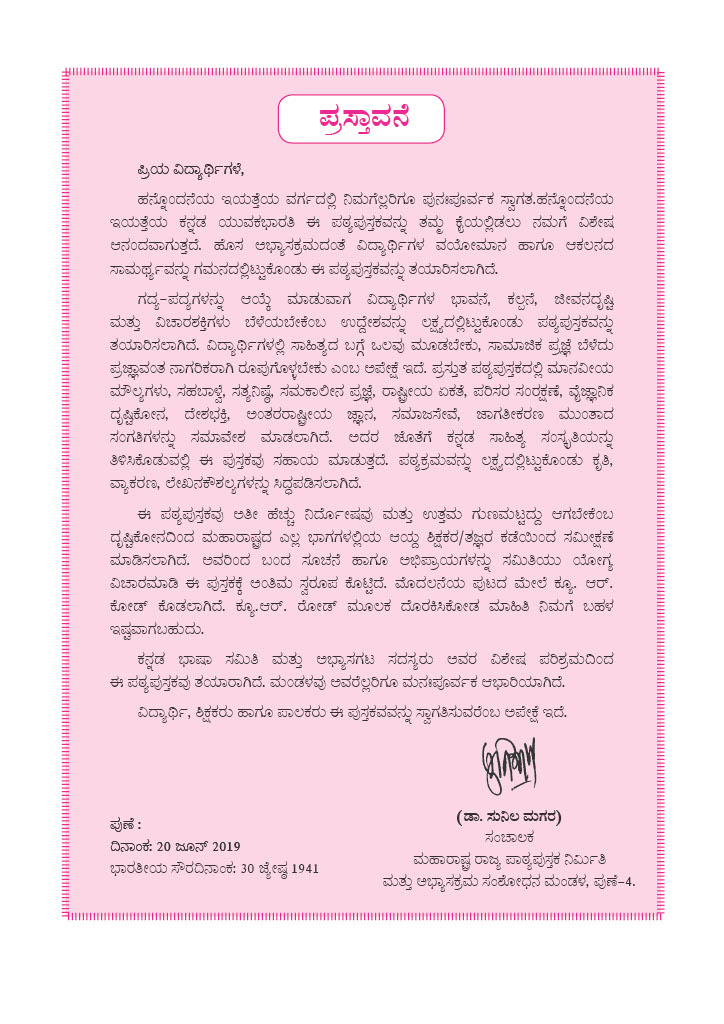 ಪ್ರಸ್ತಾವನೆ
ಪ್ರಿಯ ವಿದ್ಯಾರ್ಥಿಗಳೆ,
ಹನ್ನೊಂದನೆಯ ಇಯತ್ತೆಯ ವರ್ಗದಲ್ಲಿ ನಿಮಗೆಲ್ಲರಿಗೂ ಪುನಃಪೂರ್ವಕ ಸ್ವಾಗತ.ಹನ್ನೊಂದನೆಯ
ಇಯತ್ತೆಯ ಕನ್ನಡ ಯುವಕಭಾರತಿ ಈ ಪಠ್ಯಪುಸ್ತಕವನ್ನು ತಮ್ಮ ಕೈಯಲ್ಲಿಡಲು ನಮಗೆ ವಿಶೇಷ
ಆನಂದವಾಗುತ್ತದೆ. ಹೊಸ ಅಭ್ಯಾಸಕ್ರಮದಂತೆ ವಿದ್ಯಾರ್ಥಿಗಳ ವಯೋಮಾನ ಹಾಗೂ ಆಕಲನದ
ಸಾಮರ್ಥ್ಯವನ್ನು ಗಮನದಲ್ಲಿಟ್ಟುಕೊಂಡು ಈ ಪಠ್ಯಪುಸ್ತಕವನ್ನು ತಯಾರಿಸಲಾಗಿದೆ.
ಗದ್ಯ-ಪದ್ಯಗಳನ್ನು ಆಯ್ಕೆ ಮಾಡುವಾಗ ವಿದ್ಯಾರ್ಥಿಗಳ ಭಾವನೆ, ಕಲ್ಪನೆ, ಜೀವನದೃಷ್ಟಿ
ಮತ್ತು ವಿಚಾರಶಕ್ತಿಗಳು ಬೆಳೆಯಬೇಕೆಂಬ ಉದ್ದೇಶವನ್ನು ಲಕ್ಷ್ಯದಲ್ಲಿಟ್ಟುಕೊಂಡು ಪಠ್ಯಪುಸ್ತಕವನ್ನು
ತಯಾರಿಸಲಾಗಿದೆ. ವಿದ್ಯಾರ್ಥಿಗಳಲ್ಲಿ ಸಾಹಿತ್ಯದ ಬಗ್ಗೆ ಒಲವು ಮೂಡಬೇಕು, ಸಾಮಾಜಿಕ ಪ್ರಜ್ಞೆ ಬೆಳೆದು
ಪ್ರಜ್ಞಾವಂತ ನಾಗರಿಕರಾಗಿ ರೂಪುಗೊಳ್ಳಬೇಕು ಎಂಬ ಅಪೇಕ್ಷೆ ಇದೆ. ಪ್ರಸ್ತುತ ಪಠ್ಯಪುಸ್ತಕದಲ್ಲಿ ಮಾನವೀಯ
ಮೌಲ್ಯಗಳು, ಸಹಬಾಳ್ವೆ, ಸತ್ಯನಿಷ್ಠೆ, ಸಮಕಾಲೀನ ಪ್ರಜ್ಞೆ, ರಾಷ್ಟ್ರೀಯ ಏಕತೆ, ಪರಿಸರ ಸಂರಕ್ಷಣೆ, ವೈಜ್ಞಾನಿಕ
ದೃಷ್ಟಿಕೋನ, ದೇಶಭಕ್ತಿ, ಅಂತರರಾಷ್ಟ್ರೀಯ ಜ್ಞಾನ, ಸಮಾಜಸೇವೆ, ಜಾಗತೀಕರಣ ಮುಂತಾದ
ಸಂಗತಿಗಳನ್ನು ಸಮಾವೇಶ ಮಾಡಲಾಗಿದೆ. ಅದರ ಜೊತೆಗೆ ಕನ್ನಡ ಸಾಹಿತ್ಯ ಸಂಸ್ಕೃತಿಯನ್ನು
ತಿಳಿಸಿಕೊಡುವಲ್ಲಿ ಈ ಪುಸ್ತಕವು ಸಹಾಯ ಮಾಡುತ್ತದೆ. ಪಠ್ಯಕ್ರಮವನ್ನು ಲಕ್ಷ್ಯದಲ್ಲಿಟ್ಟುಕೊಂಡು ಕೃತಿ,
ವ್ಯಾಕರಣ, ಲೇಖನಕೌಶಲ್ಯಗಳನ್ನು ಸಿದ್ಧಪಡಿಸಲಾಗಿದೆ.
ಈ ಪಠ್ಯಪುಸ್ತಕವು ಅತೀ ಹೆಚ್ಚು ನಿರ್ದೋಷವು ಮತ್ತು ಉತ್ತಮ ಗುಣಮಟ್ಟದ್ದು ಆಗಬೇಕೆಂಬ
ದೃಷ್ಟಿಕೋನದಿಂದ ಮಹಾರಾಷ್ಟ್ರದ ಎಲ್ಲ ಭಾಗಗಳಲ್ಲಿಯ ಆಯ್ದ ಶಿಕ್ಷಕರ/ತಜ್ಞರ ಕಡೆಯಿಂದ ಸಮೀಕ್ಷಣೆ
ಮಾಡಿಸಲಾಗಿದೆ. ಅವರಿಂದ ಬಂದ ಸೂಚನೆ ಹಾಗೂ ಅಭಿಪ್ರಾಯಗಳನ್ನು ಸಮಿತಿಯು ಯೋಗ್ಯ
ವಿಚಾರಮಾಡಿ ಈ ಪುಸ್ತಕಕ್ಕೆ ಅಂತಿಮ ಸ್ವರೂಪ ಕೊಟ್ಟಿದೆ. ಮೊದಲನೆಯ ಪುಟದ ಮೇಲೆ ಕ್ಯೂ. ಆರ್.
ಕೋಡ್ ಕೊಡಲಾಗಿದೆ. ಕ್ಯೂ.ಆರ್. ರೋಡ್ ಮೂಲಕ ದೊರಕಿಸಿಕೋಡ ಮಾಹಿತಿ ನಿಮಗೆ ಬಹಳ
ಇಷ್ಟವಾಗಬಹುದು.
ಕನ್ನಡ ಭಾಷಾ ಸಮಿತಿ ಮತ್ತು ಅಭ್ಯಾಸಗಟ ಸದಸ್ಯರು ಅವರ ವಿಶೇಷ ಪರಿಶ್ರಮದಿಂದ
ಈ ಪಠ್ಯಪುಸ್ತಕವು ತಯಾರಾಗಿದೆ. ಮಂಡಳವು ಅವರೆಲ್ಲರಿಗೂ ಮನಃಪೂರ್ವಕ ಆಭಾರಿಯಾಗಿದೆ.
ವಿದ್ಯಾರ್ಥಿ, ಶಿಕ್ಷಕರು ಹಾಗೂ ಪಾಲಕರು ಈ ಪುಸ್ತಕವವನ್ನು ಸ್ವಾಗತಿಸುವರೆಂಬ ಅಪೇಕ್ಷೆ ಇದೆ.
(ಡಾ. ಸುನಿಲ ಮಗರ)
ಸಂಚಾಲಕ
ಮಹಾರಾಷ್ಟ್ರ ರಾಜ್ಯ ಪಾಠ್ಯಪುಸ್ತಕ ನಿರ್ಮಿತಿ
ಮತ್ತು ಅಭ್ಯಾಸಕ್ರಮ ಸಂಶೋಧನ ಮಂಡಳ, ಪುಣೆ-4.
ಪುಣೆ :
ದಿನಾಂಕ: 20 ಜೂನ್ 2019
ಭಾರತೀಯ ಸೌರದಿನಾಂಕ: 30 ಜ್ಯೇಷ್ಠ 1941